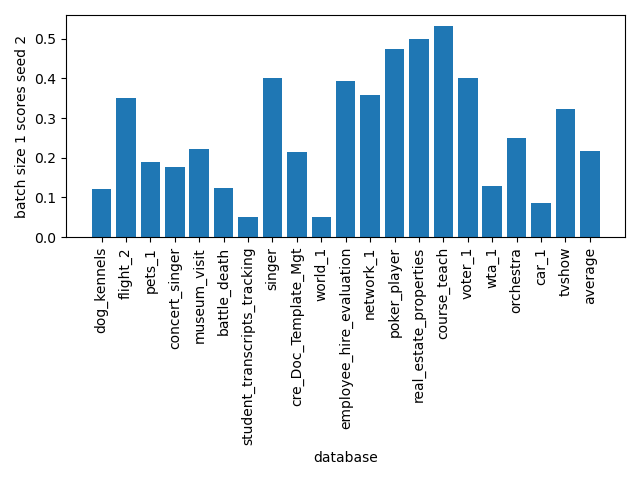 batch size 1 scores seed 2
0.5
0.4
0.3
0.2
0.1
0.0
dog_kennels
flight_2
pets_1
concert_singer
museum_visit
battle_death
student_transcripts_tracking
singer
cre_Doc_Template_Mgt
world_1
employee_hire_evaluation
network_1
poker_player
real_estate_properties
course_teach
voter_1
wta_1
orchestra
car_1
tvshow
average
database